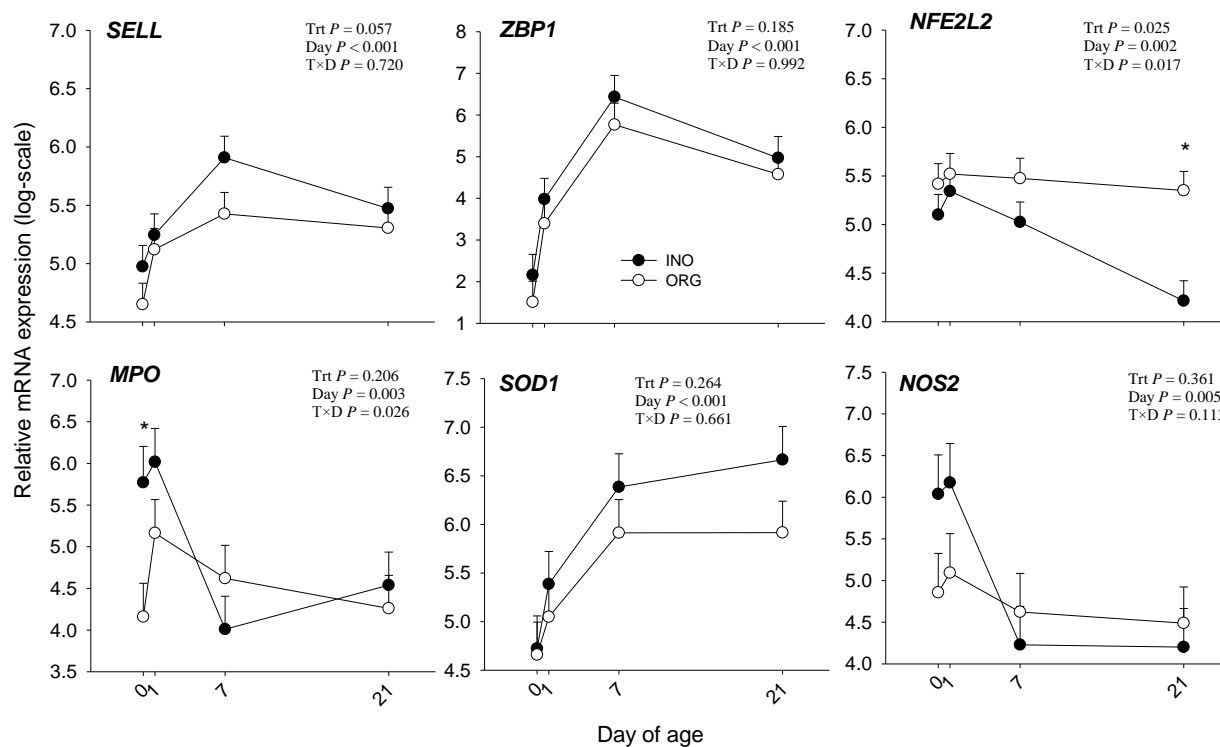 Relative mRNA expression (log-scale)
SELL
Trt P = 0.057
Day P < 0.001
T×D P = 0.720
7.0
6.5
6.0
5.5
5.0
4.5
ZBP1
Trt P = 0.185
Day P < 0.001
T×D P = 0.992
8
7
6
5
4
3
2
1
INO
ORG
NFE2L2
Trt P = 0.025
Day P = 0.002
T×D P = 0.017
7.0
6.5
6.0
5.5
5.0
4.5
4.0
*
MPO
Trt P = 0.206
Day P = 0.003
T×D P = 0.026
7.0
6.5
6.0
5.5
5.0
4.5
4.0
3.5
*
0 1 7 21
SOD1
Trt P = 0.264
Day P < 0.001
T×D P = 0.661
7.5
7.0
6.5
6.0
5.5
5.0
4.5
0 1 7 21
NOS2
Trt P = 0.361
Day P = 0.005
T×D P = 0.113
7.5
7.0
6.5
6.0
5.5
5.0
4.5
4.0
0 1 7 21
Day of age